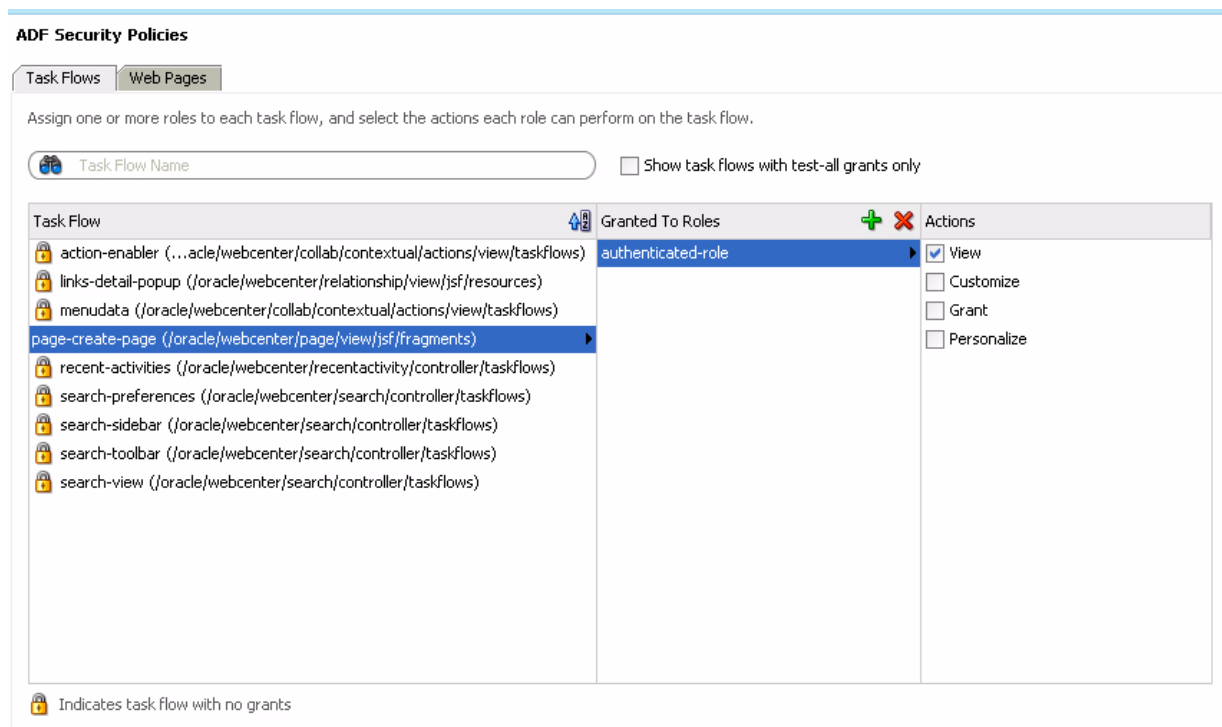 ADF Security Policies
Task Flows Web Pages
Assign one or more roles to each task flow, and select the actions each role can perform on the task flow.
Task Flow Name
Show task flows with test-all grants only
Task Flow
Granted To Roles
Actions
action-enabler (...acle/webcenter/collab/contextual/actions/view/taskflows)
authenticated-role
View
links-detail-popup (/oracle/webcenter/relationship/view/jsf/resources)
Customize
menudata (/oracle/webcenter/collab/contextual/actions/view/taskflows)
Grant
page-create-page (/oracle/webcenter/page/view/jsf/fragments)
Personalize
recent-activities (/oracle/webcenter/recentactivity/controller/taskflows)
search-preferences (/oracle/webcenter/search/controller/taskflows)
search-sidebar (/oracle/webcenter/search/controller/taskflows)
search-toolbar (/oracle/webcenter/search/controller/taskflows)
search-view (/oracle/webcenter/search/controller/taskflows)
Indicates task flow with no grants